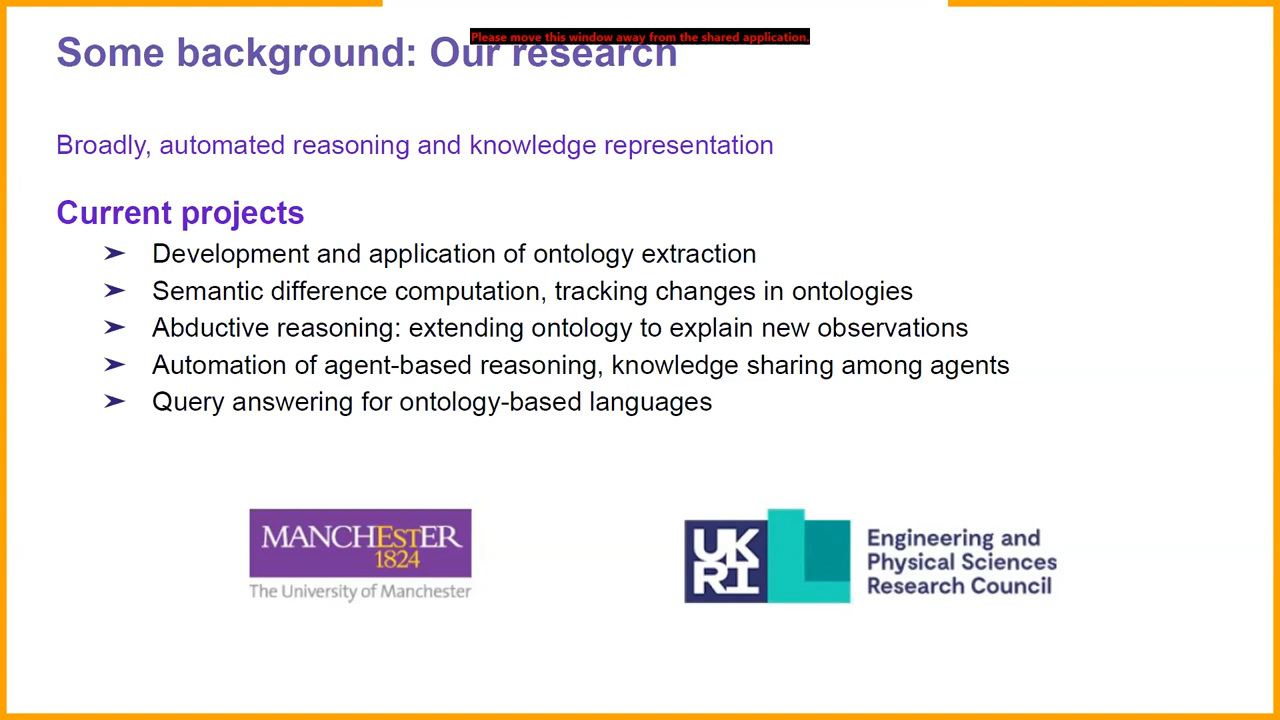 Please move this window away from the shared application.
Some background: Our research
Broadly, automated reasoning and knowledge representation
Current projects
➤ Development and application of ontology extraction
➤ Semantic difference computation, tracking changes in ontologies
➤ Abductive reasoning: extending ontology to explain new observations
➤ Automation of agent-based reasoning, knowledge sharing among agents
➤ Query answering for ontology-based languages
MANCHEstER
1824
The University of Manchester
UK
RI
Engineering and
Physical Sciences
Research Council